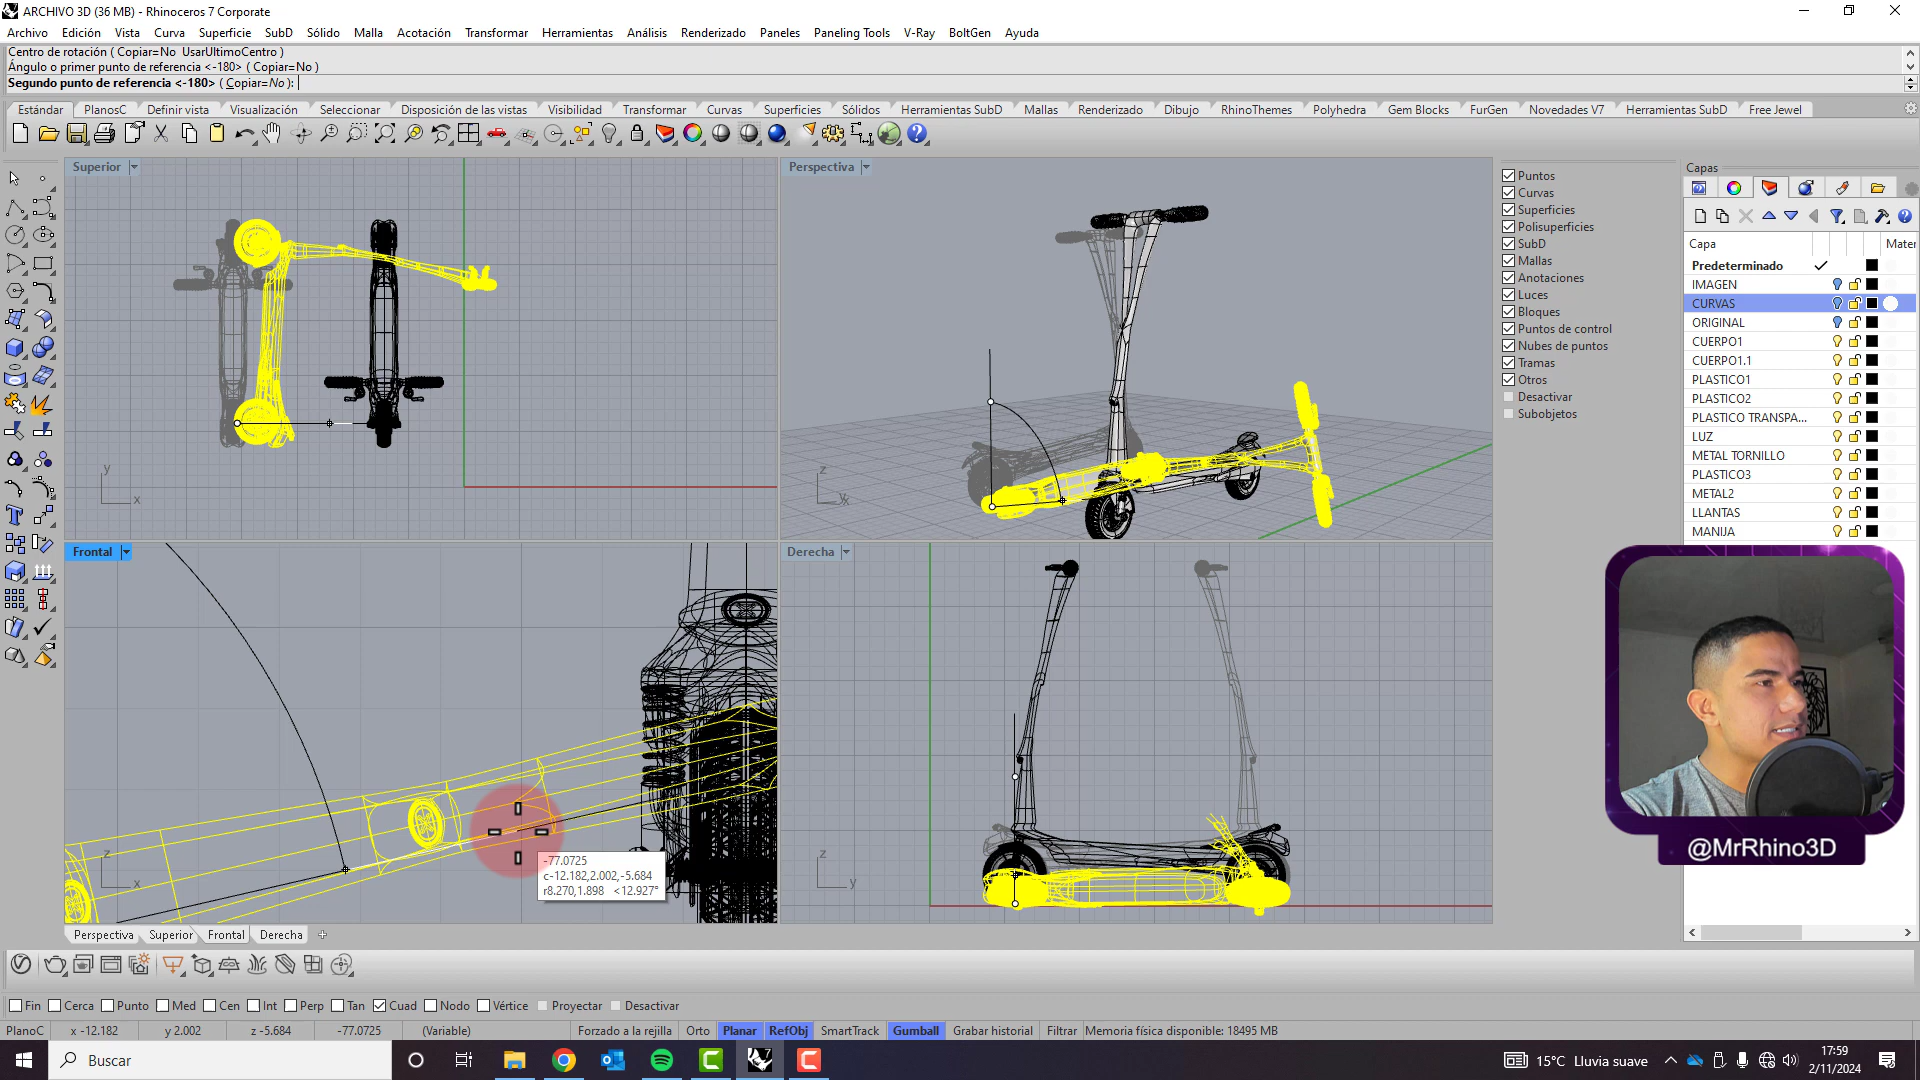 ARCHIVO 3D (36 MB) - Rhinoceros 7 Corporate
Archivo Edición Vista Curva Superficie SubD Sólido Malla Acotación Transformar Herramientas Análisis Renderizado Paneles Paneling Tools V-Ray BoltGen Ayuda
Centro de rotación ( Copiar=No UsarUltimoCentro )
Ángulo o primer punto de referencia <-180> ( Copiar=No )
Segundo punto de referencia <-180> ( Copiar=No ):
Estándar PlanosC Definir vista Visualización Seleccionar Disposición de las vistas Visibilidad Transformar Curvas Superficies Sólidos Herramientas SubD Mallas Renderizado Dibujo RhinoThemes Polyhedra Gem Blocks FurGen Novedades V7 Herramientas SubD Free Jewel
Superior
Perspectiva
y
x
z
Frontal
z
x
-77.0725
c-12.182,2.002,-5.684
r8.270,1.898 <12.927°
Derecha
z
y
Puntos
Curvas
Superficies
Polisuperficies
SubD
Mallas
Anotaciones
Luces
Bloques
Puntos de control
Nubes de puntos
Tramas
Otros
Desactivar
Subobjetos
Capas
Capa Mater
Predeterminado
IMAGEN
CURVAS
ORIGINAL
CUERPO1
CUERPO1.1
PLASTICO1
PLASTICO2
PLASTICO TRANSPA...
LUZ
METAL TORNILLO
PLASTICO3
METAL2
LLANTAS
MANIJA
@MrRhino3D
Perspectiva Superior Frontal Derecha
Fin Cerca Punto Med Cen Int Perp Tan Cuad Nodo Vértice Proyectar Desactivar
PlanoC x -12.182 y 2.002 z -5.684 -77.0725 (Variable) Forzado a la rejilla Orto Planar RefObj SmartTrack Gumball Grabar historial Filtrar Memoria física disponible: 18495 MB
Buscar
15°C Lluvia suave
17:59
2/11/2024